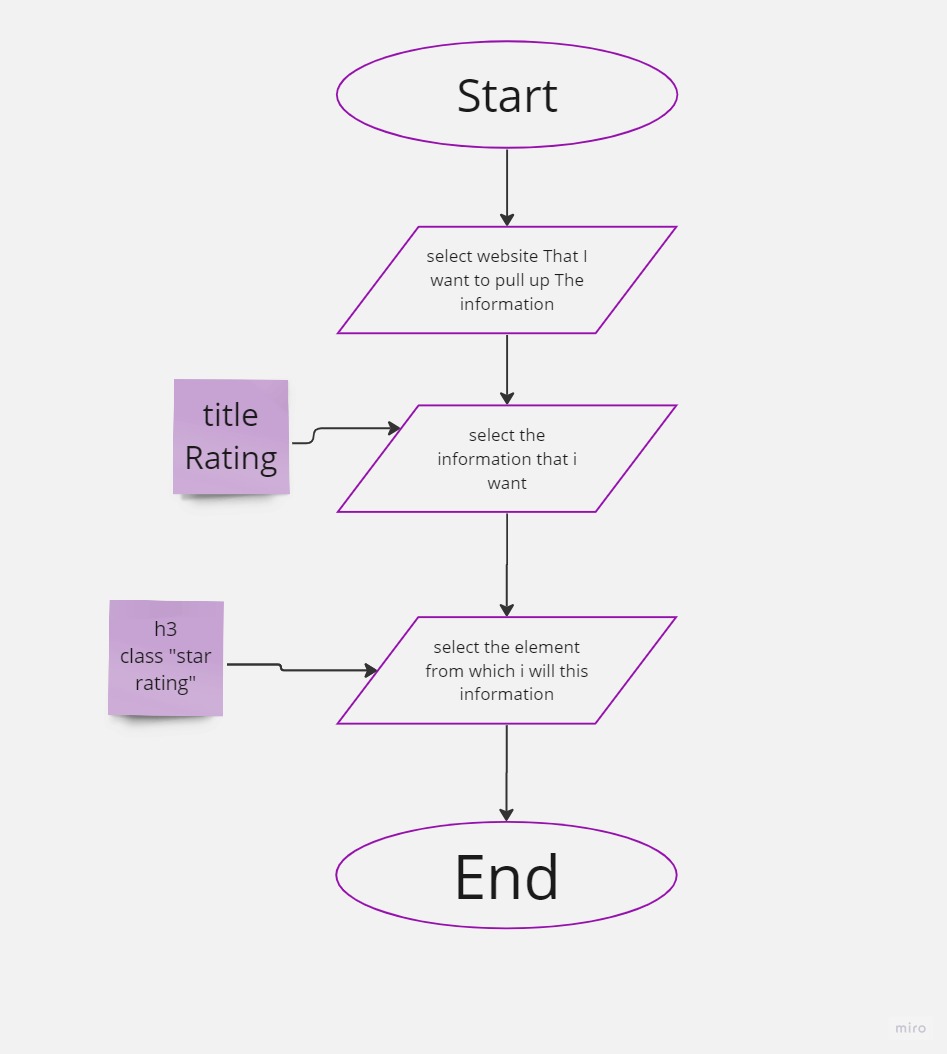 Start
select website That I
want to pull up The
information
title
Rating
select the
information that i
want
h3
class "star
rating"
select the element
from which i will this
information
End
miro